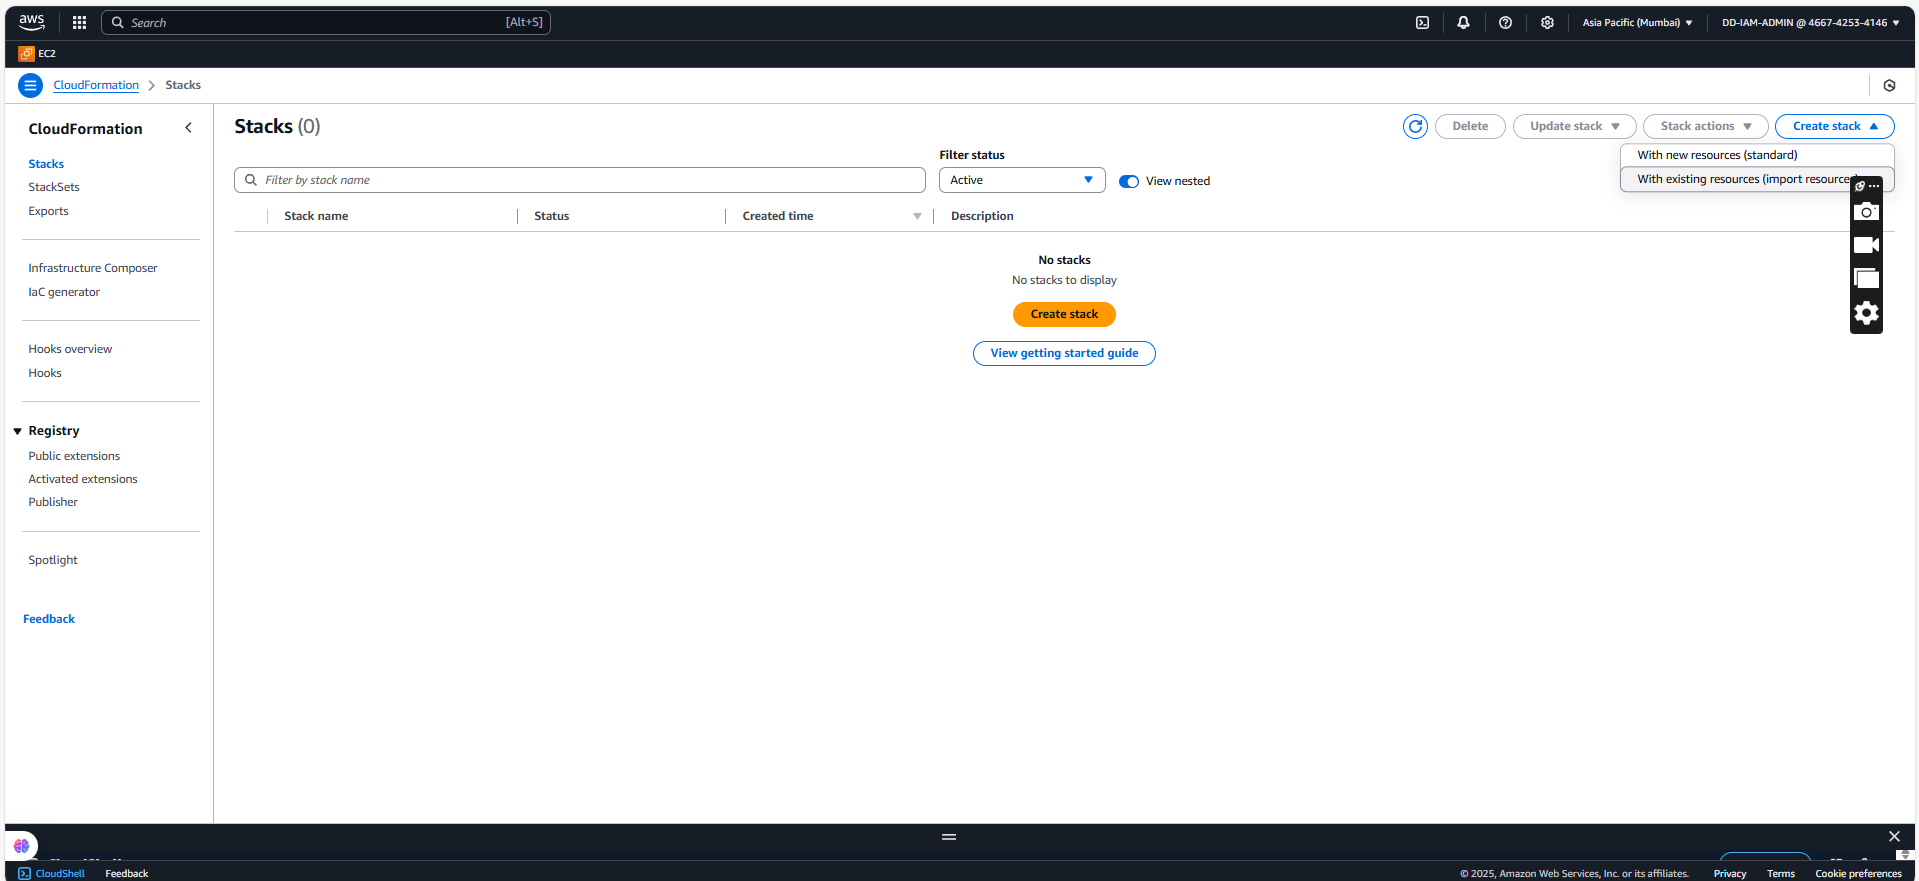 aws
Search
[Alt+S]
Asia Pacific (Mumbai)
DD-IAM-ADMIN @ 4667-4253-4146
EC2
CloudFormation
Stacks
CloudFormation
Stacks
StackSets
Exports
Infrastructure Composer
IaC generator
Hooks overview
Hooks
Registry
Public extensions
Activated extensions
Publisher
Spotlight
Feedback
Stacks (0)
Delete
Update stack
Stack actions
Create stack
With new resources (standard)
With existing resources (import resource
Filter by stack name
Filter status
Active
View nested
Stack name
Status
Created time
Description
No stacks
No stacks to display
Create stack
View getting started guide
CloudShell
Feedback
© 2025, Amazon Web Services, Inc. or its affiliates.
Privacy
Terms
Cookie preferences